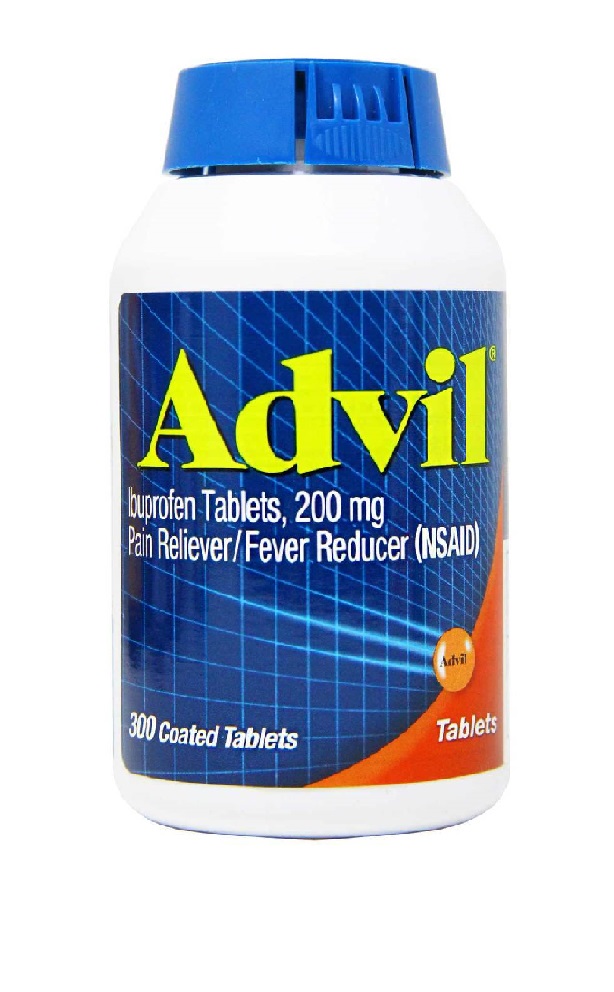 Advil®
Ibuprofen Tablets, 200 mg
Pain Reliever/Fever Reducer (NSAID)
Advil
300 Coated Tablets
Tablets